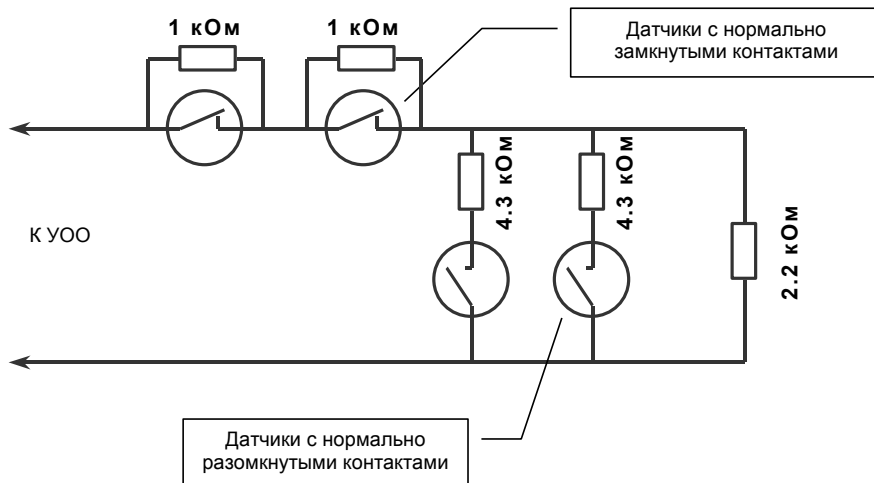 1 кОм
1 кОм
Датчики с нормально
замкнутыми контактами
4.3 кОм
4.3 кОм
2.2 кОм
К УОО
Датчики с нормально
разомкнутыми контактами